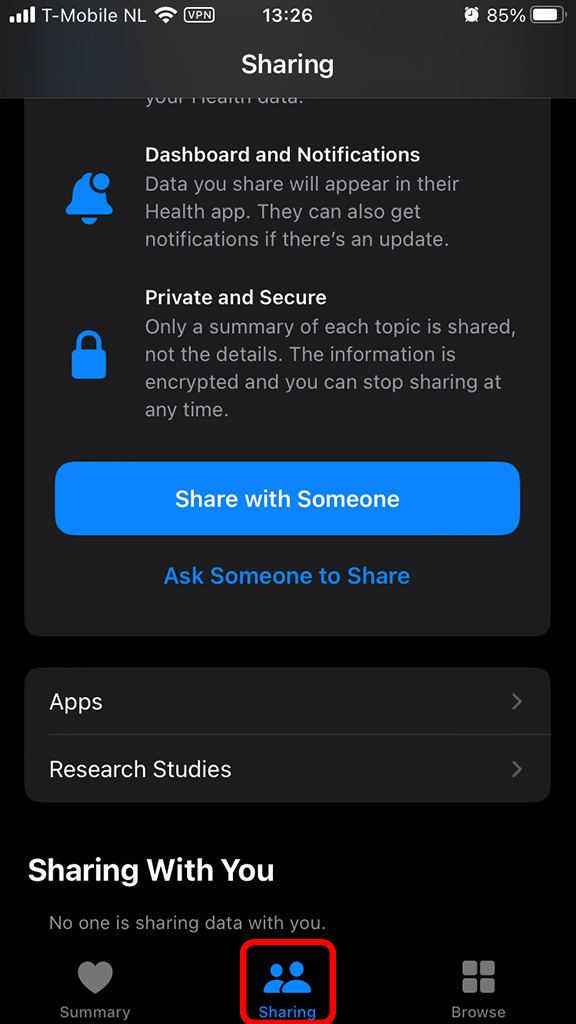 T-Mobile NL VPN 13:26 85%
Sharing
your Health data.
Dashboard and Notifications
Data you share will appear in their
Health app. They can also get
notifications if there's an update.
Private and Secure
Only a summary of each topic is shared,
not the details. The information is
encrypted and you can stop sharing at
any time.
Share with Someone
Ask Someone to Share
Apps
Research Studies
Sharing With You
No one is sharing data with you.
Summary Sharing Browse